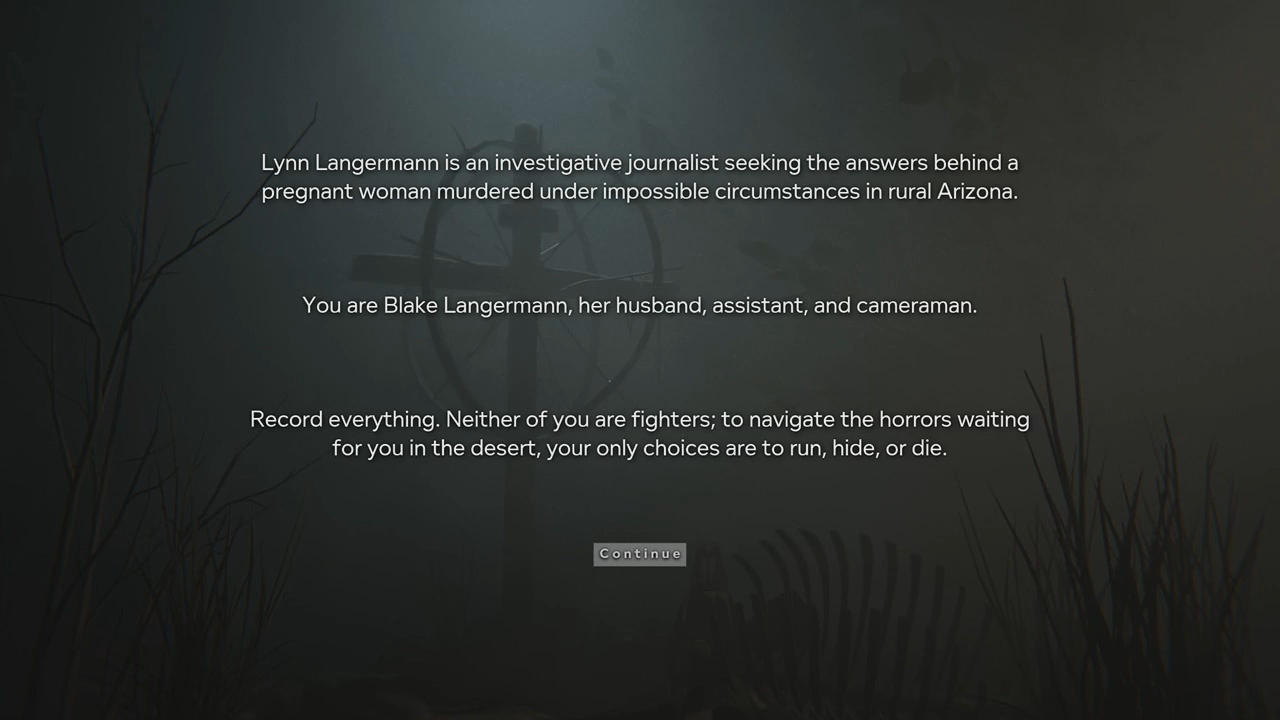 Lynn Langermann is an investigative journalist seeking the answers behind a
pregnant woman murdered under impossible circumstances in rural Arizona.
You are Blake Langermann, her husband, assistant, and cameraman.
Record everything. Neither of you are fighters; to navigate the horrors waiting
for you in the desert, your only choices are to run, hide, or die.
Continue